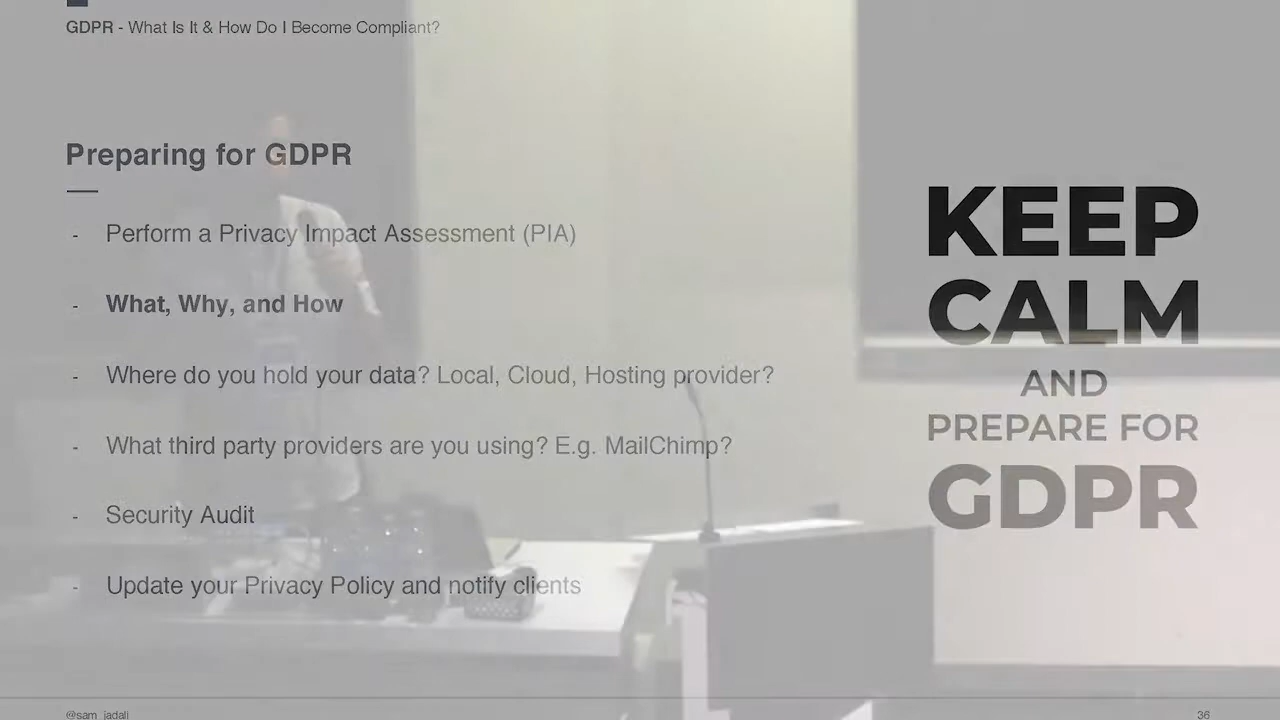 GDPR - What Is It & How Do I Become Compliant?
Preparing for GDPR
- Perform a Privacy Impact Assessment (PIA)
- What, Why, and How
- Where do you hold your data? Local, Cloud, Hosting provider?
- What third party providers are you using? E.g. MailChimp?
- Security Audit
- Update your Privacy Policy and notify clients
KEEP
CALM
AND
PREPARE FOR
GDPR
@sam_jadali
36